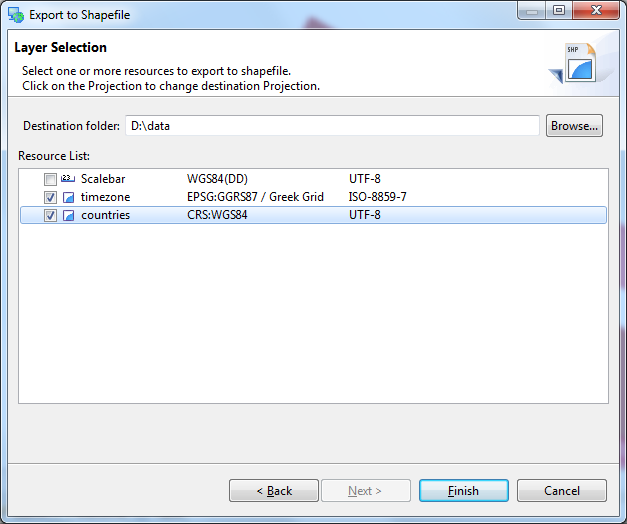 Export to Shapefile
Layer Selection
Select one or more resources to export to shapefile.
Click on the Projection to change destination Projection.
SHP
Destination folder: D:\data Browse...
Resource List:
Scalebar WGS84(DD) UTF-8
timezone EPSG:GGRS87 / Greek Grid ISO-8859-7
countries CRS:WGS84 UTF-8
< Back Next > Finish Cancel